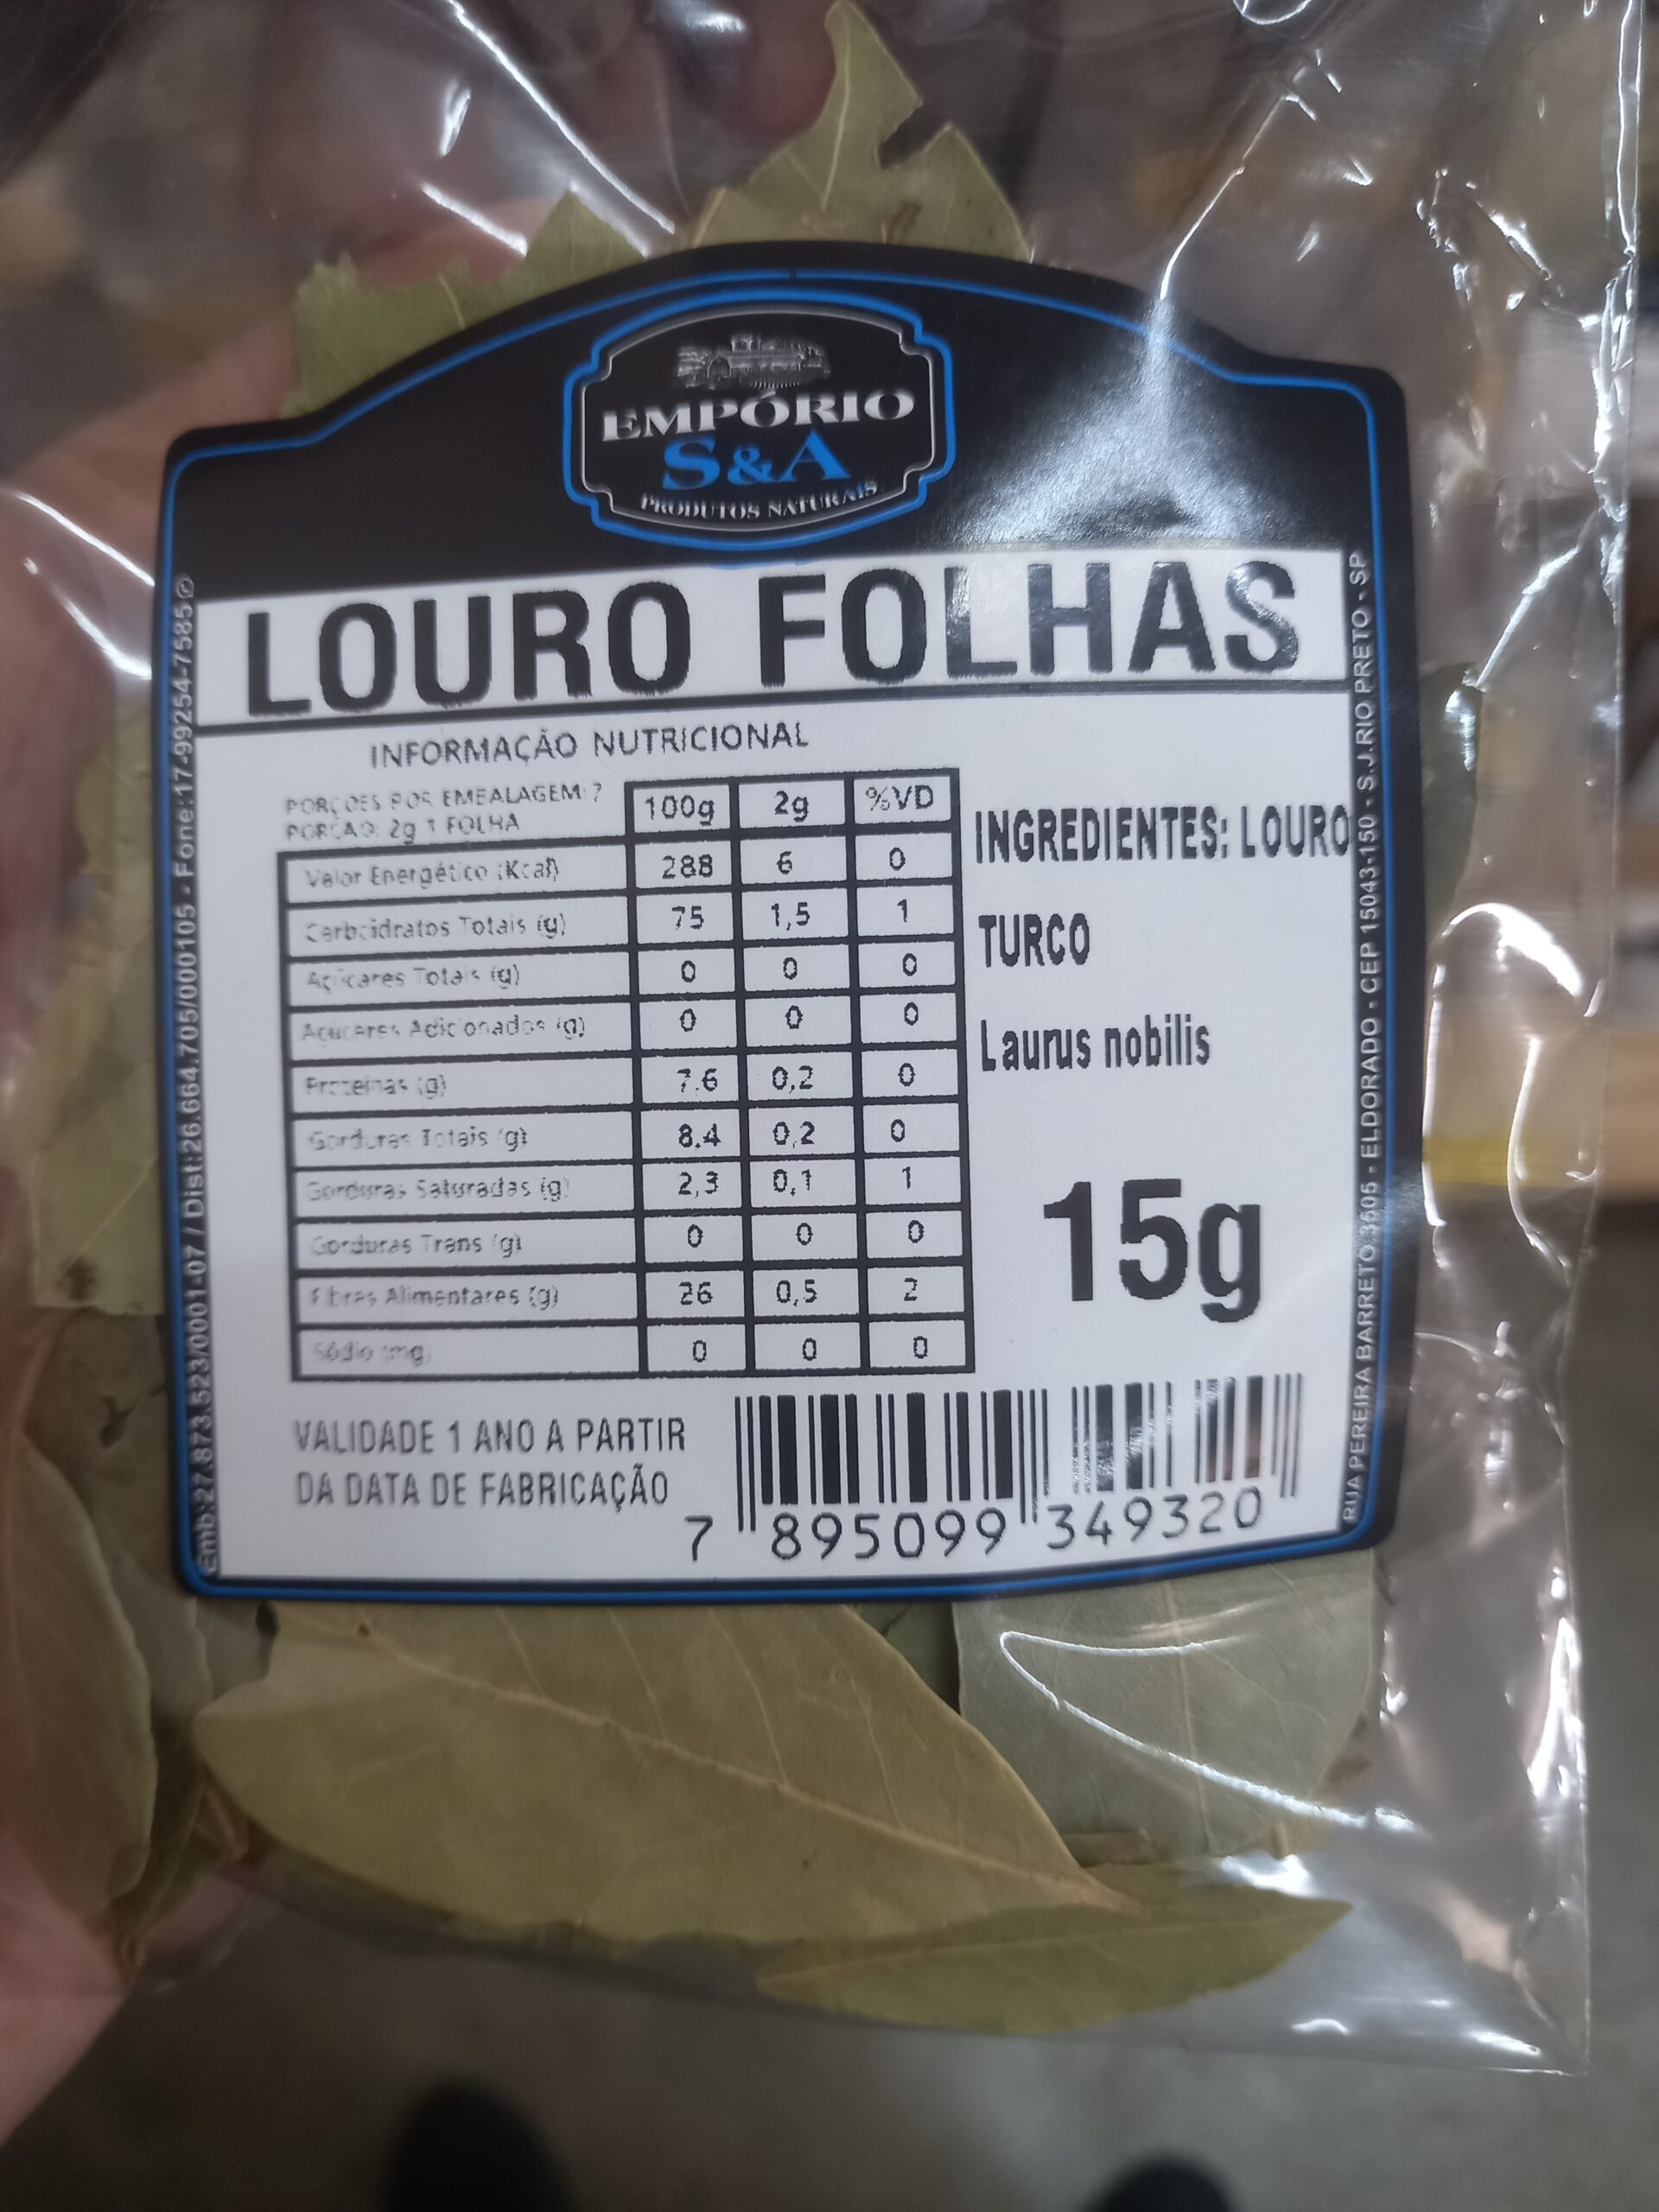 EMPÓRIO
S&A
PRODUTOS NATURAIS
LOURO FOLHAS
INFORMAÇÃO NUTRICIONAL
PORÇOES POR EMBALAGEM: 7
PORÇAO: 2g 1 FOLHA
100g 2g %VD
Valor Energético (Kcal) 288 6 0
Carboidratos Totais (g) 75 1,5 1
Açúcares Totais (g) 0 0 0
Açúcares Adicionados (g) 0 0 0
Proteínas (g) 7.6 0,2 0
Gorduras Totais (g) 8.4 0,2 0
Gorduras Saturadas (g) 2,3 0,1 1
Gorduras Trans (g) 0 0 0
Fibras Alimentares (g) 26 0,5 2
Sódio (mg) 0 0 0
INGREDIENTES: LOURO
TURCO
Laurus nobilis
15g
VALIDADE 1 ANO A PARTIR
DA DATA DE FABRICAÇÃO
7 895099 349320
Emb:27.873.523/0001-07 / Dist:26.664.705/000105 - Fone:17-99254-7585
RUA PEREIRA BARRETO 3605 - ELDORADO - CEP 15043-150 - S.J.RIO PRETO - SP